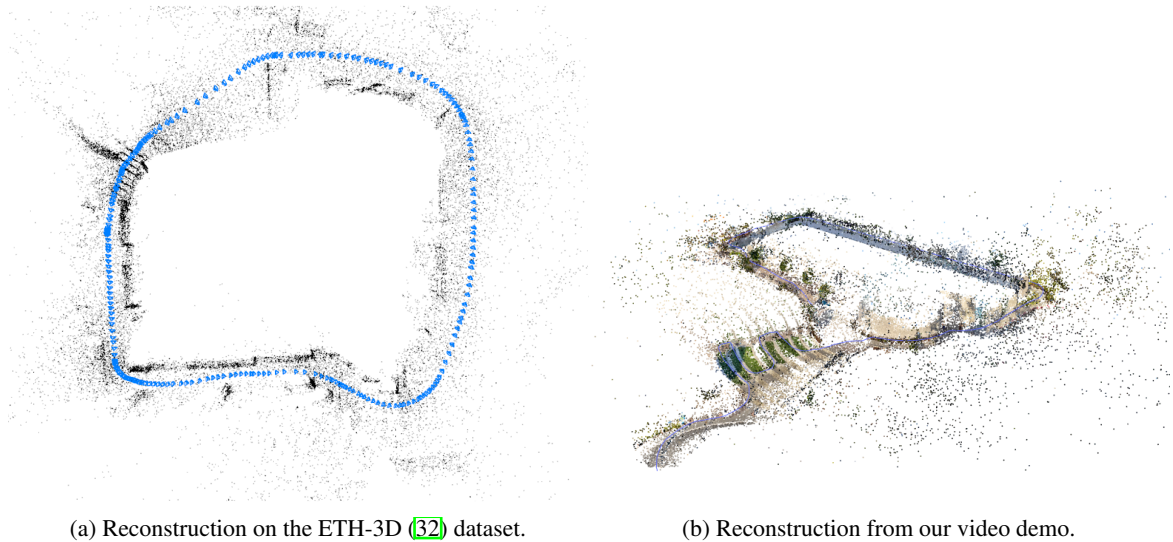 (a) Reconstruction on the ETH-3D (32) dataset.
(b) Reconstruction from our video demo.